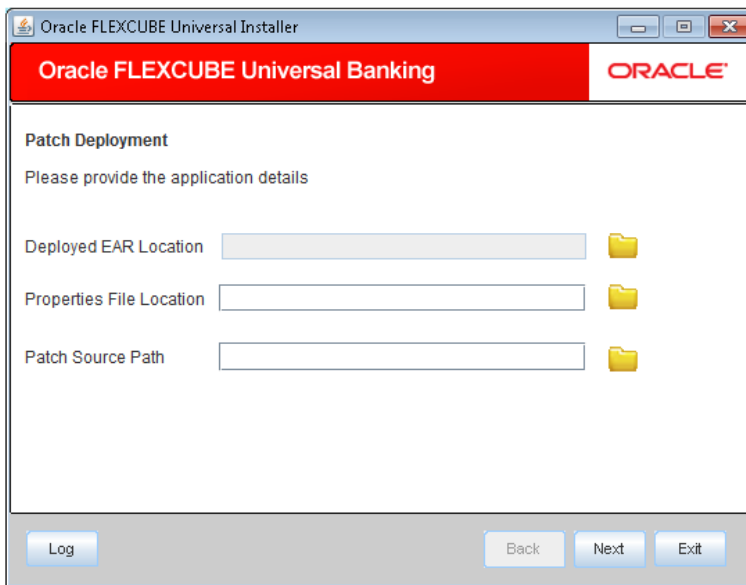 Oracle FLEXCUBE Universal Installer
Oracle FLEXCUBE Universal Banking
ORACLE
Patch Deployment
Please provide the application details
Deployed EAR Location
Properties File Location
Patch Source Path
Log
Back
Next
Exit